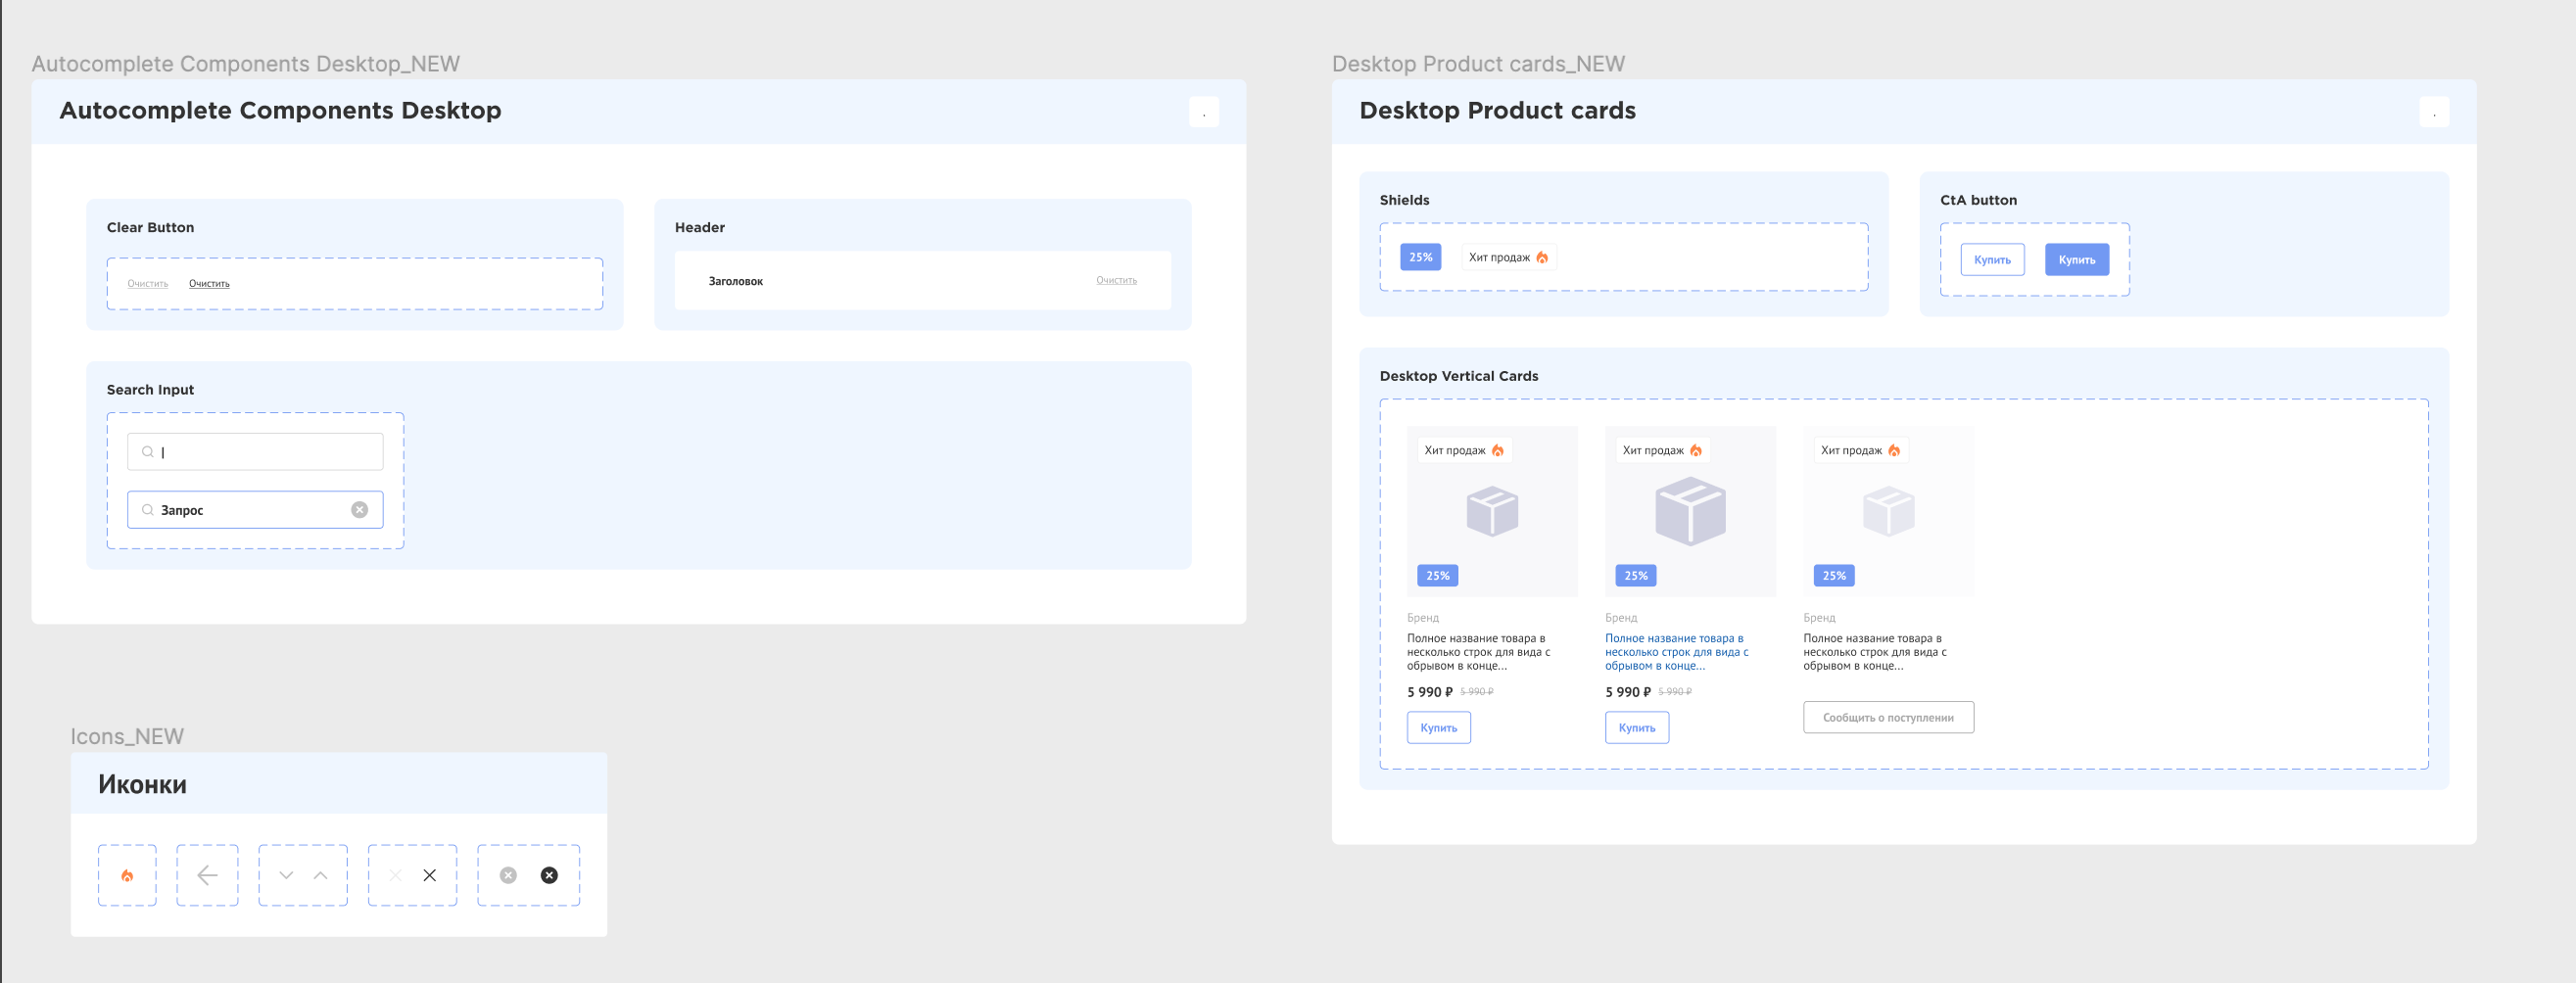 Autocomplete Components Desktop_NEW
Autocomplete Components Desktop
.
Clear Button
Очистить Очистить
Header
Заголовок Очистить
Search Input
Запрос
Icons_NEW
Иконки
Desktop Product cards_NEW
Desktop Product cards
.
Shields
25% Хит продаж
CtA button
Купить Купить
Desktop Vertical Cards
Хит продаж
25%
Бренд
Полное название товара в
несколько строк для вида с
обрывом в конце...
5 990 ₽ 5 990 ₽
Купить
Хит продаж
25%
Бренд
Полное название товара в
несколько строк для вида с
обрывом в конце...
5 990 ₽ 5 990 ₽
Купить
Хит продаж
25%
Бренд
Полное название товара в
несколько строк для вида с
обрывом в конце...
Сообщить о поступлении